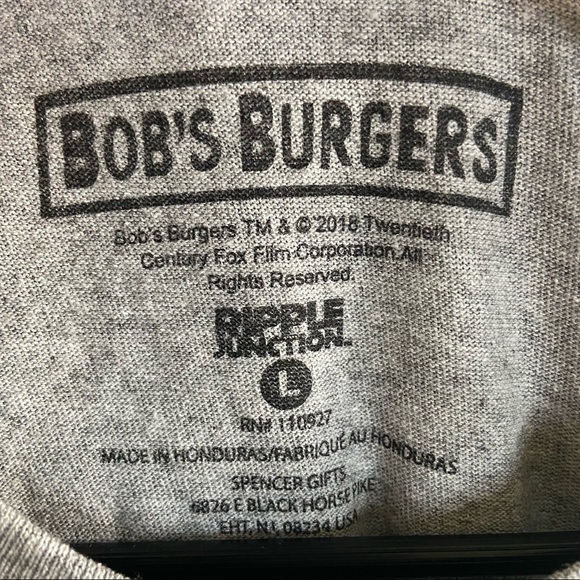 BOB'S BURGERS
Bob's Burgers TM & © 2018 Twentieth
Century Fox Film Corporation. All
Rights Reserved.
RIPPLE
JUNCTION™
L
RN# 110927
MADE IN HONDURAS/FABRIQUÉ AU HONDURAS
SPENCER GIFTS
6826 E BLACK HORSE PIKE
EHT, NJ, 08234 USA